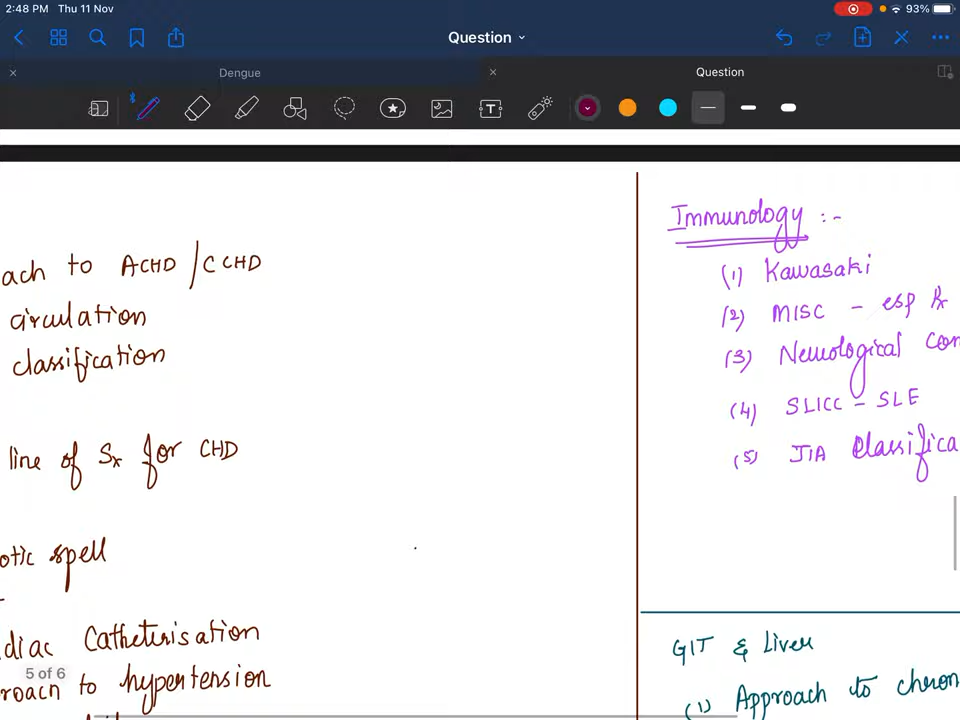 2:48 PM Thu 11 Nov
93%
Question
Dengue
Question
T
ach to ACHD / CCHD
circulation
classification
line of Sx for CHD
otic spell
diac Catheterisation
roach to hypertension
5 of 6
Immunology :-
(1) Kawasaki
(2) MISC - esp Rx
(3) Neurological con
(4) SLICC - SLE
(5) JIA Classifica
GIT & Liver
(1) Approach to chron